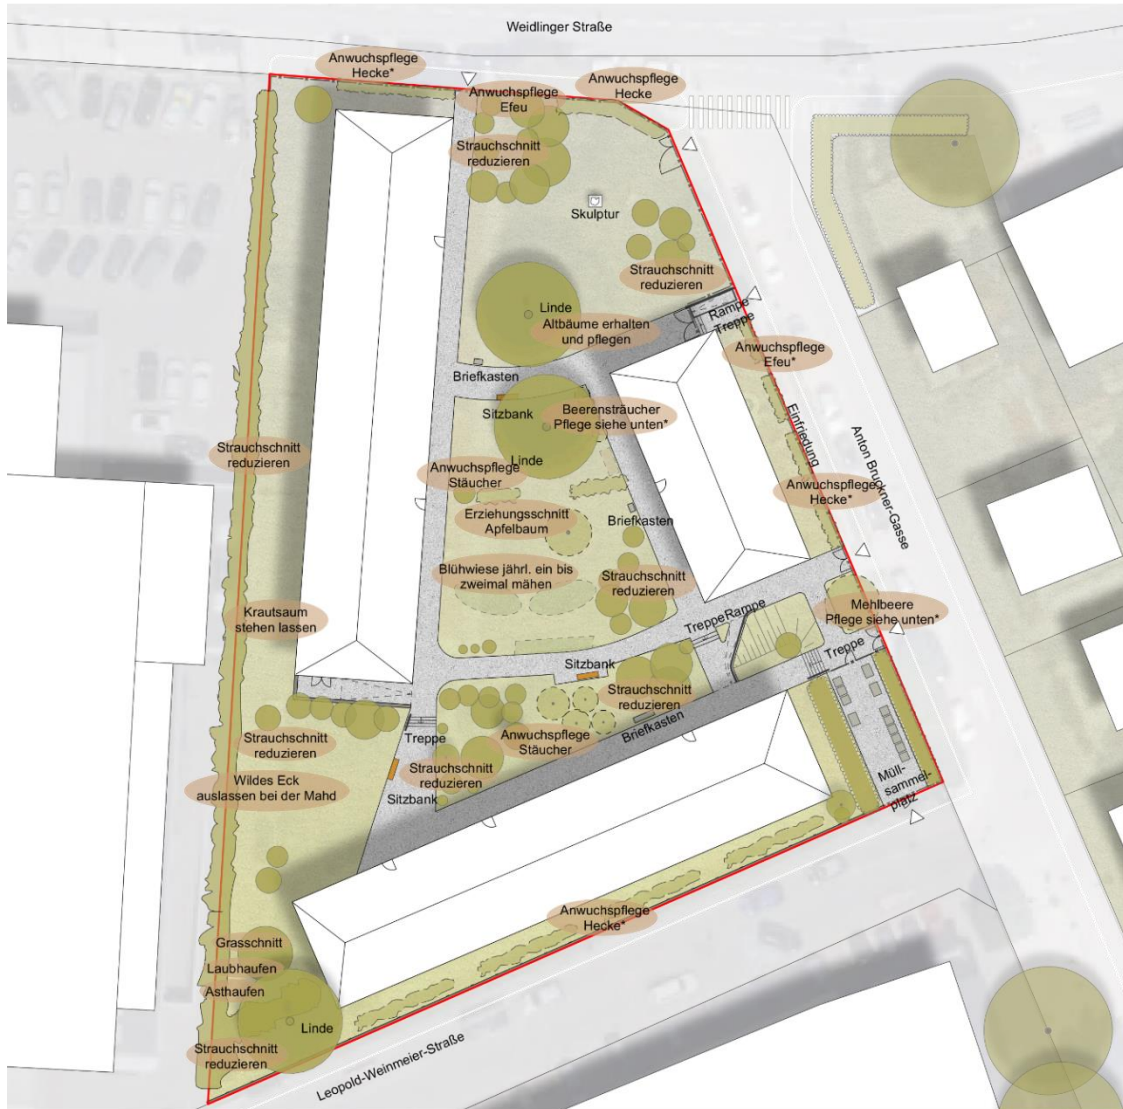 Weidlinger Straße
Anwuchspflege
Hecke*
Anwuchspflege
Hecke
Anwuchspflege
Efeu
Strauchschnitt
reduzieren
Skulptur
Strauchschnitt
reduzieren
Linde
Altbäume erhalten
und pflegen
Rampe
Treppe
Anwuchspflege
Efeu*
Briefkasten
Sitzbank
Beerensträucher
Pflege siehe unten*
Einfriedung
Anton Bruckner-Gasse
Strauchschnitt
reduzieren
Linde
Anwuchspflege
Stäucher
Anwuchspflege
Hecke*
Erziehungsschnitt
Apfelbaum
Briefkasten
Blühwiese jährl. ein bis
zweimal mähen
Strauchschnitt
reduzieren
Krautsaum
stehen lassen
Treppe
Rampe
Mehlbeere
Pflege siehe unten*
Treppe
Sitzbank
Strauchschnitt
reduzieren
Strauchschnitt
reduzieren
Treppe
Anwuchspflege
Stäucher
Briefkasten
Strauchschnitt
reduzieren
Wildes Eck
auslassen bei der Mahd
Sitzbank
Müll-
sammel-
platz
Anwuchspflege
Hecke*
Grasschnitt
Laubhaufen
Asthaufen
Linde
Strauchschnitt
reduzieren
Leopold-Weinmeier-Straße